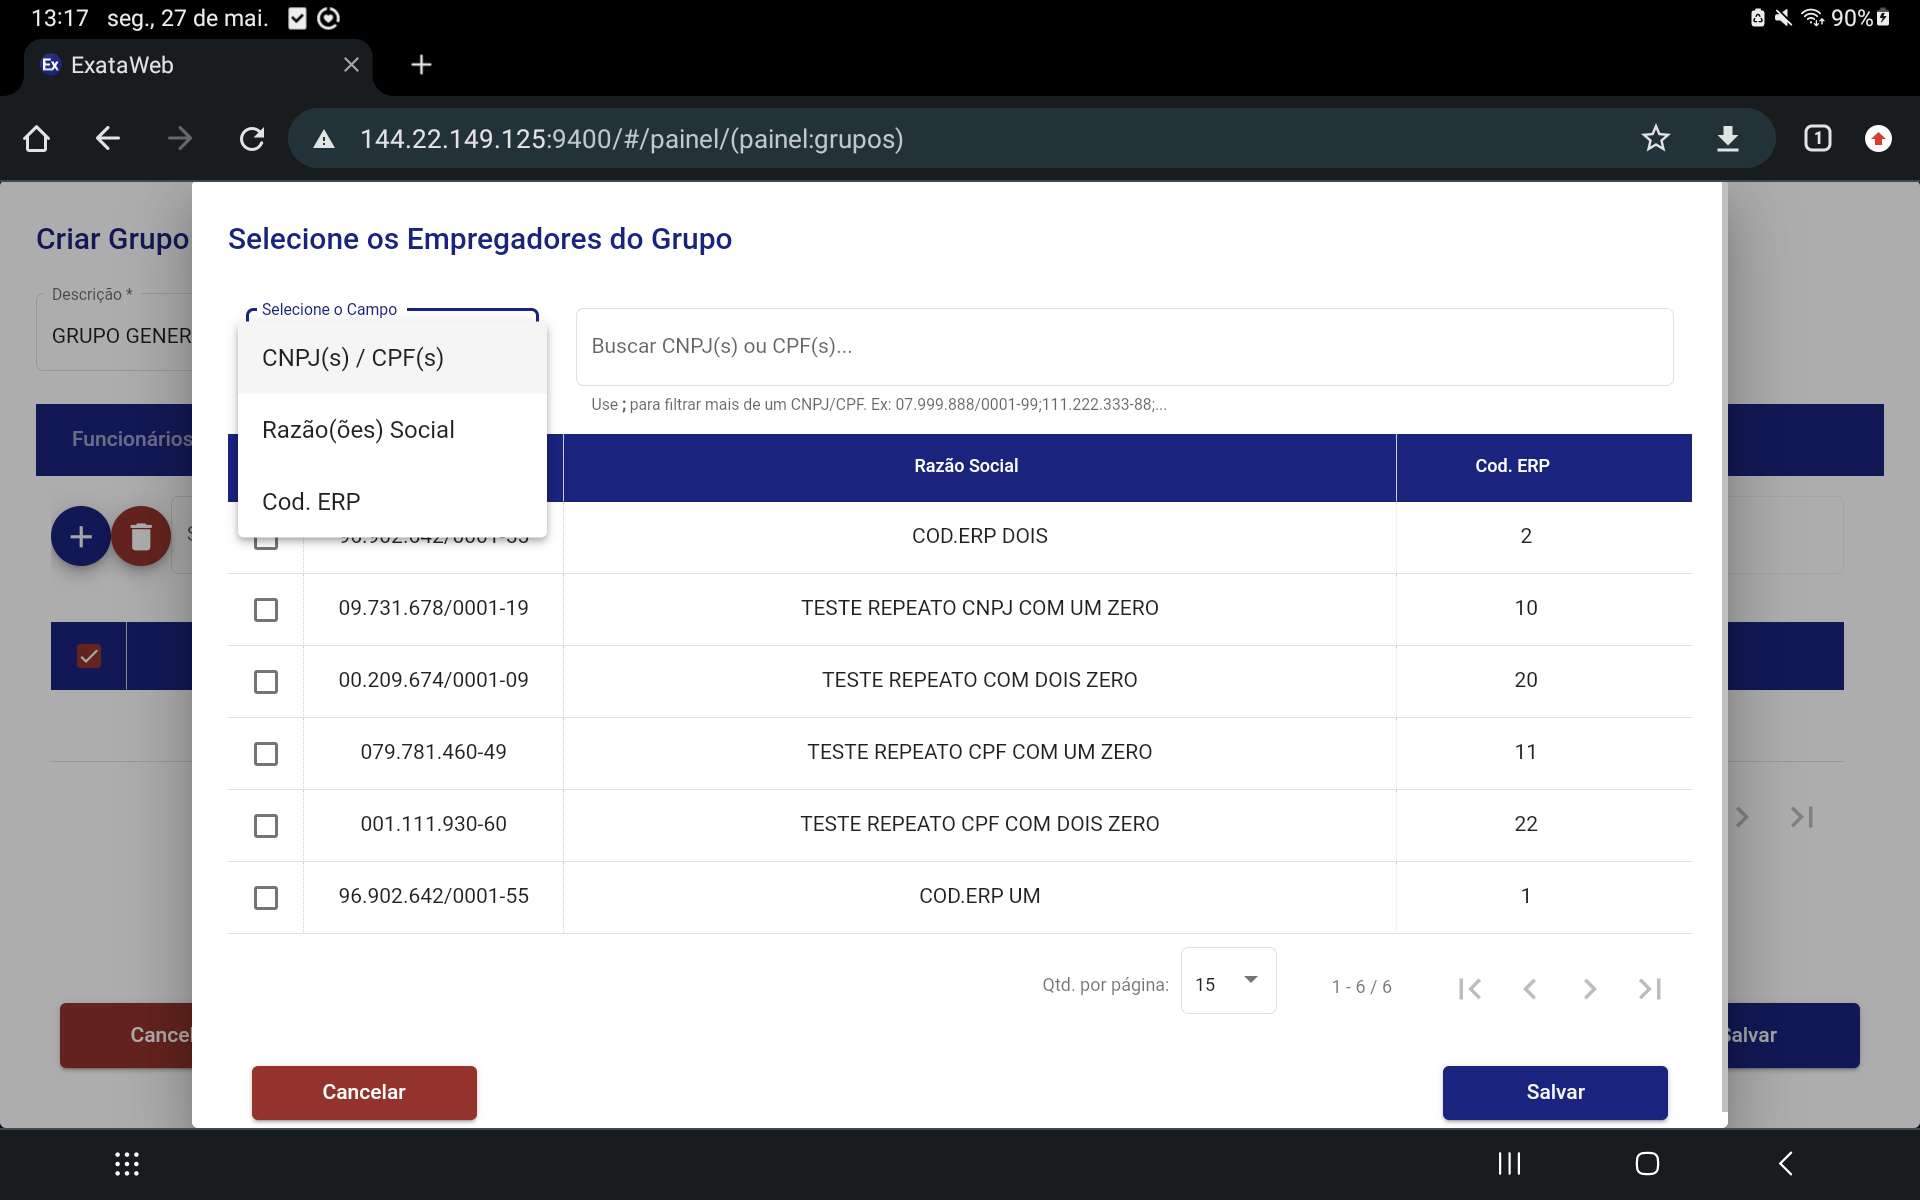 13:17 seg., 27 de mai.
90%
Ex ExataWeb
144.22.149.125:9400/#/painel/(painel:grupos)
1
Criar Grupo
Selecione os Empregadores do Grupo
Descrição *
GRUPO GENER
Selecione o Campo
CNPJ(s) / CPF(s)
Razão(ões) Social
Cod. ERP
Buscar CNPJ(s) ou CPF(s)...
Use ; para filtrar mais de um CNPJ/CPF. Ex: 07.999.888/0001-99;111.222.333-88;...
Funcionários
Razão Social
Cod. ERP
COD.ERP DOIS
2
09.731.678/0001-19
TESTE REPEATO CNPJ COM UM ZERO
10
00.209.674/0001-09
TESTE REPEATO COM DOIS ZERO
20
079.781.460-49
TESTE REPEATO CPF COM UM ZERO
11
001.111.930-60
TESTE REPEATO CPF COM DOIS ZERO
22
96.902.642/0001-55
COD.ERP UM
1
Qtd. por página:
15
1 - 6 / 6
Cancel
Salvar
Cancelar
Salvar